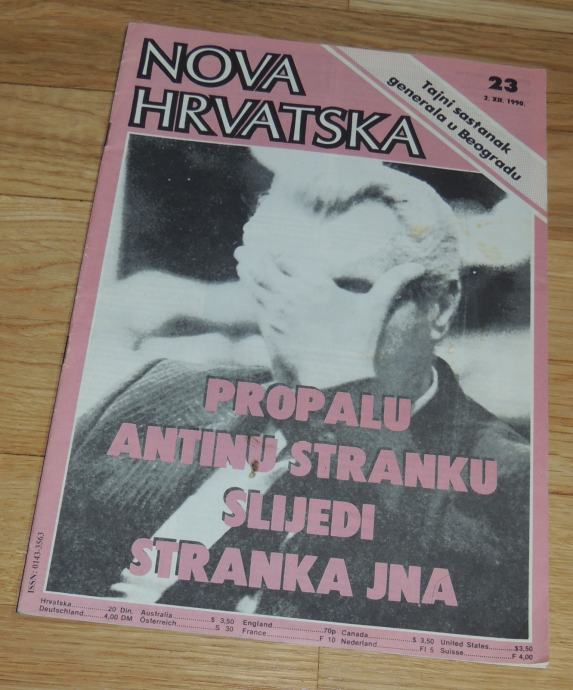 NOVA
HRVATSKA
23
2. XII. 1990.
Tajni sastanak
generala u Beogradu
PROPALU
ANTINU STRANKU
SLIJEDI
STRANKA JNA
ISSN: 0143-3563
Hrvatska..............20 Din. Australia...............$ 3,50 England...............70p Canada...............$ 3,50 United States...$3,50
Deutschland.......4,00 DM Österreich............S 30 France...............F 10 Nederland...........Fl 5 Suisse...............F 4,00